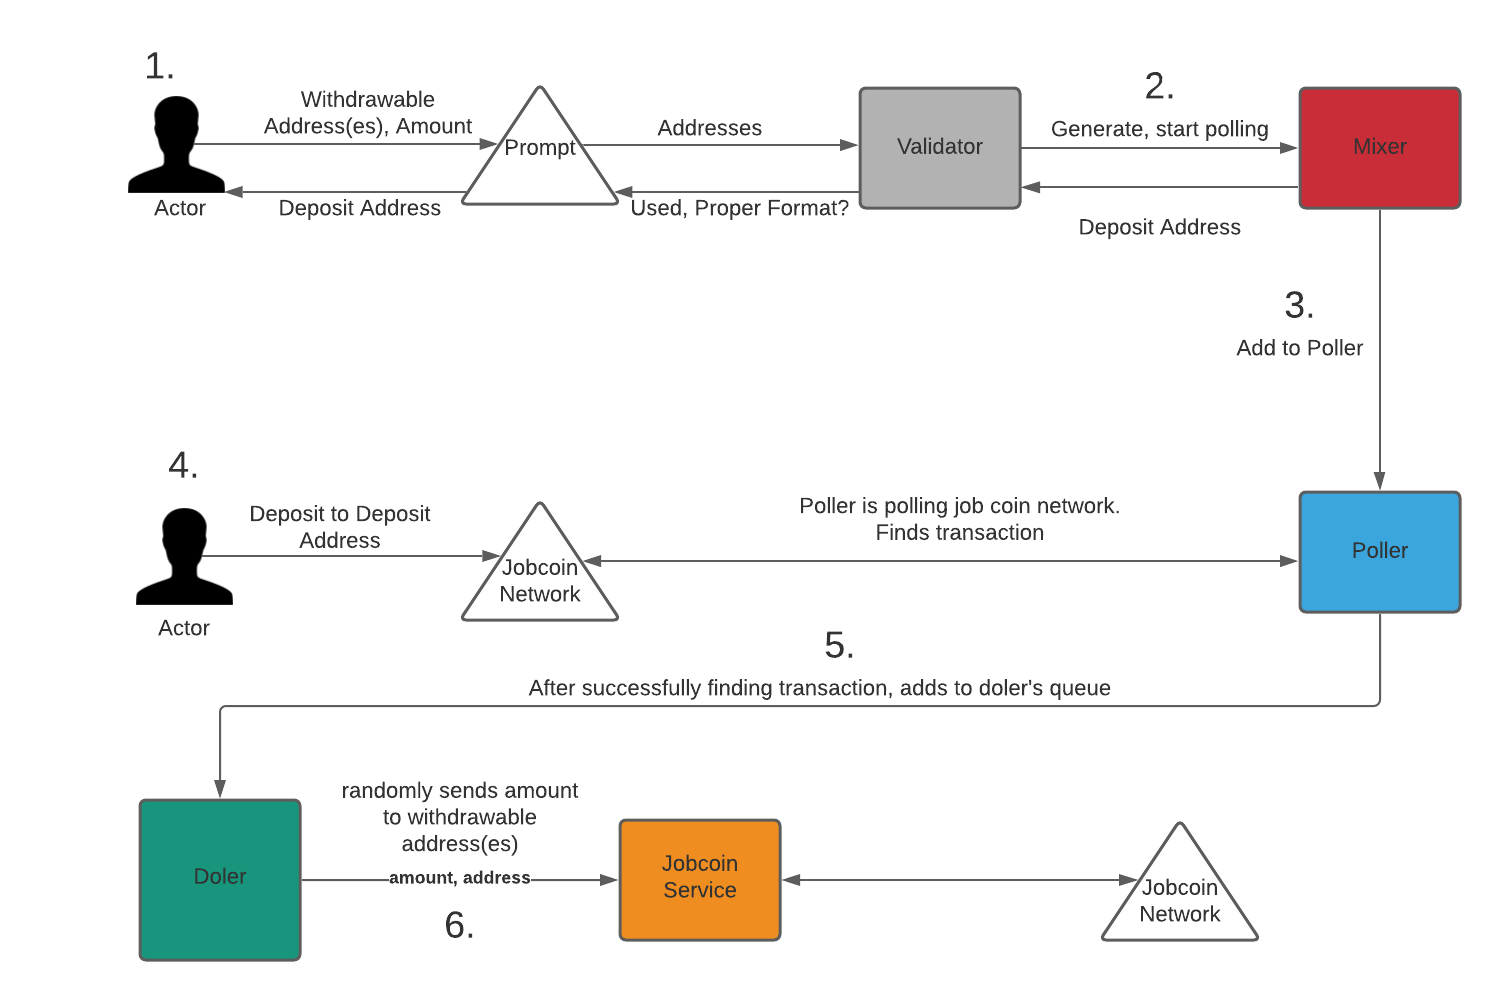 1.
Withdrawable
Address(es), Amount
Prompt
Addresses
Validator
2.
Generate, start polling
Mixer
Actor
Deposit Address
Used, Proper Format?
Deposit Address
3.
Add to Poller
4.
Deposit to Deposit
Address
Actor
Jobcoin
Network
Poller is polling job coin network.
Finds transaction
Poller
5.
After successfully finding transaction, adds to doler's queue
Doler
randomly sends amount
to withdrawable
address(es)
amount, address
6.
Jobcoin
Service
Jobcoin
Network